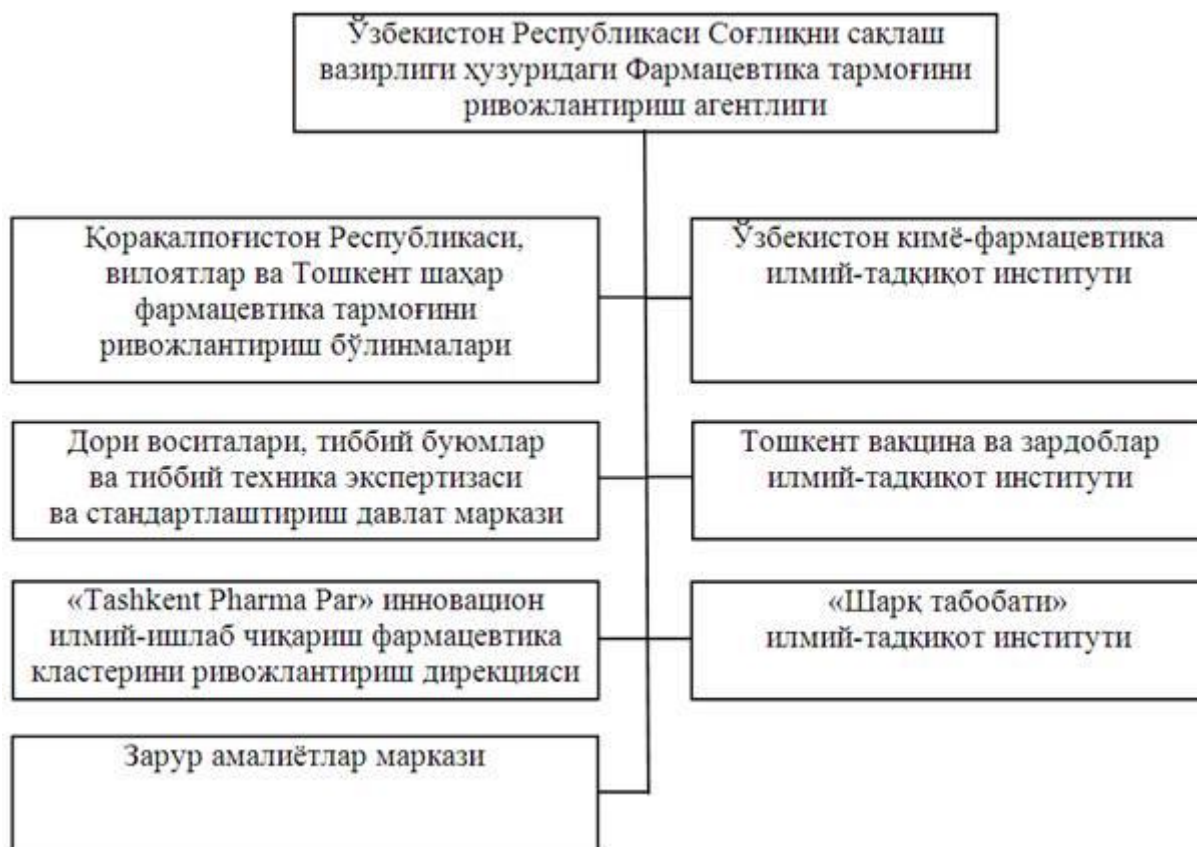 Ўзбекистон Республикаси Соғлиқни сақлаш
вазирлиги ҳузуридаги Фармацевтика тармоғини
ривожлантириш агентлиги
Қорақалпоғистон Республикаси,
вилоятлар ва Тошкент шаҳар
фармацевтика тармоғини
ривожлантириш бўлинмалари
Ўзбекистон кимё-фармацевтика
илмий-тадқиқот институти
Дори воситалари, тиббий буюмлар
ва тиббий техника экспертизаси
ва стандартлаштириш давлат маркази
Тошкент вакцина ва зардоблар
илмий-тадқиқот институти
«Tashkent Pharma Par» инновацион
илмий-ишлаб чиқариш фармацевтика
кластерини ривожлантириш дирекцияси
«Шарқ табобати»
илмий-тадқиқот институти
Зарур амалиётлар маркази